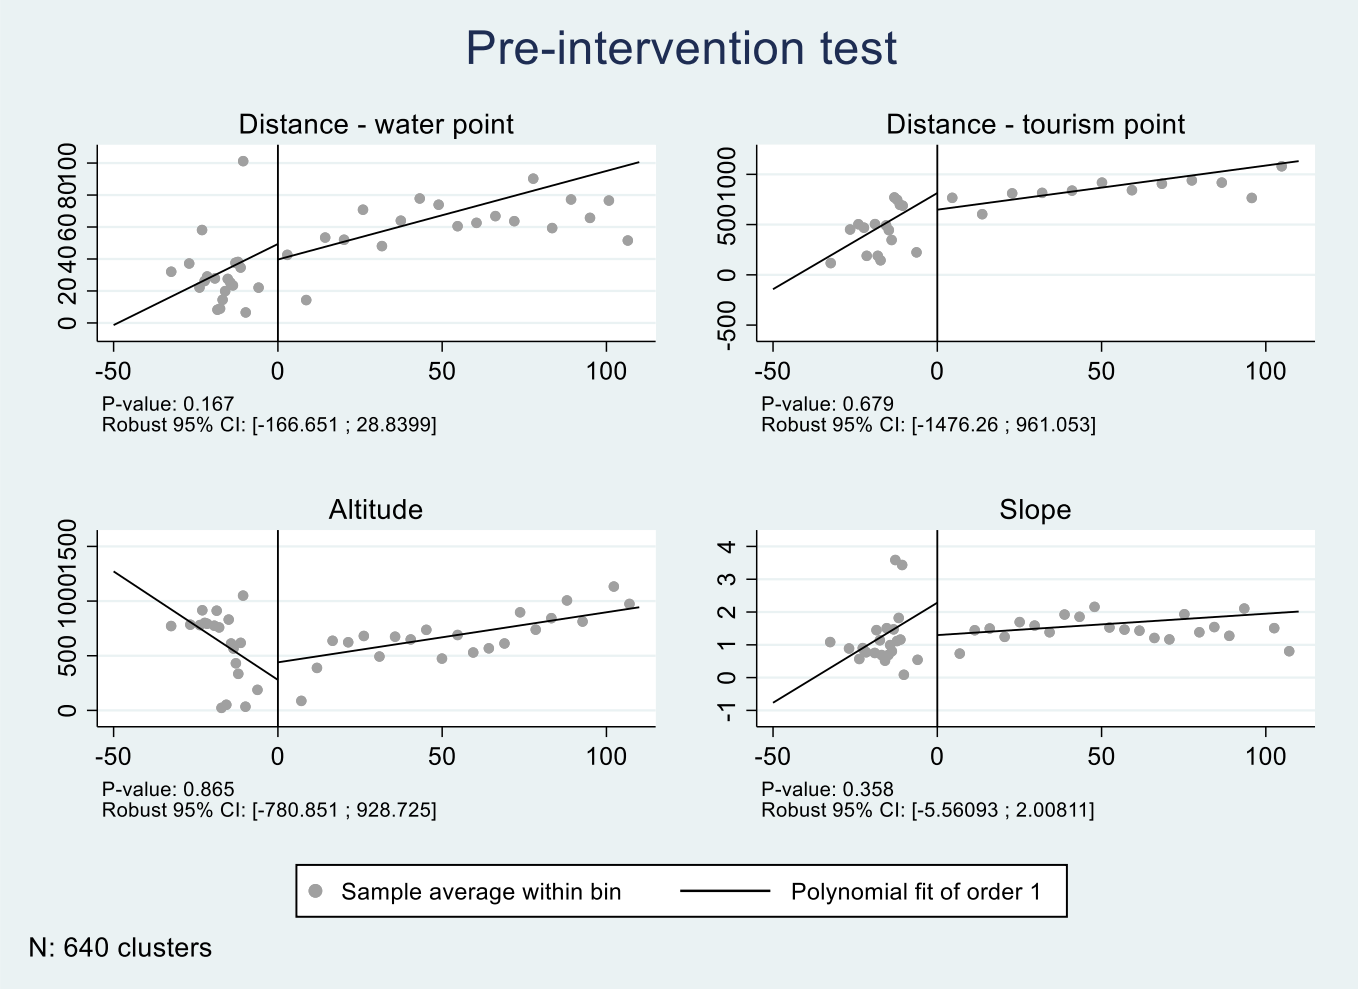 Pre-intervention test
Distance - water point
100
80
60
40
20
0
-50 0 50 100
P-value: 0.167
Robust 95% CI: [-166.651 ; 28.8399]
Distance - tourism point
1000
500
0
-500
-50 0 50 100
P-value: 0.679
Robust 95% CI: [-1476.26 ; 961.053]
Altitude
1500
1000
500
0
-50 0 50 100
P-value: 0.865
Robust 95% CI: [-780.851 ; 928.725]
Slope
4
3
2
1
0
-1
-50 0 50 100
P-value: 0.358
Robust 95% CI: [-5.56093 ; 2.00811]
Sample average within bin
Polynomial fit of order 1
N: 640 clusters